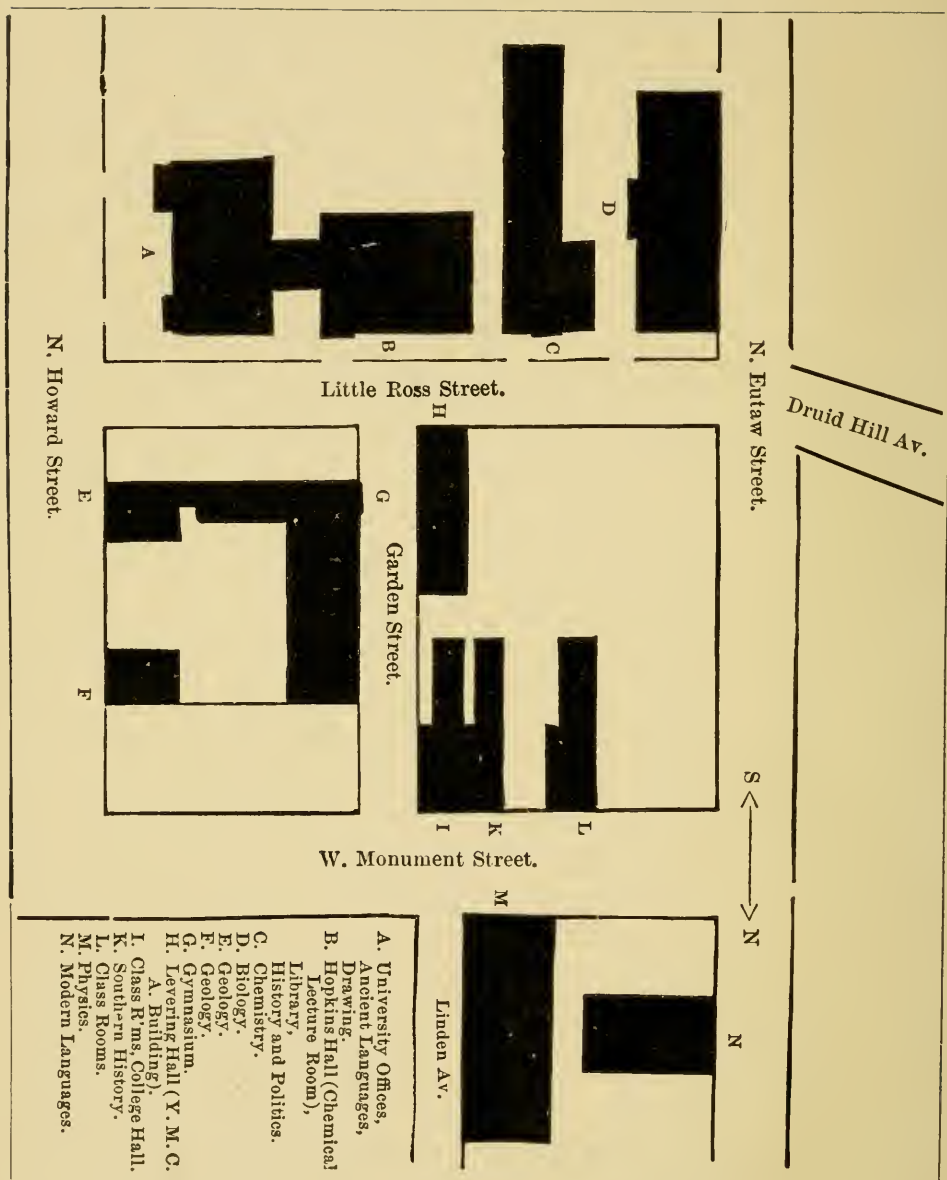 A
B
C
D
N. Howard Street.
Little Ross Street.
N. Eutaw Street.
Druid Hill Av.
E
F
G
H
Garden Street.
I
K
L
S
N
W. Monument Street.
M
N
Linden Av.
A. University Offices,
Ancient Languages,
Drawing.
B. Hopkins Hall (Chemical
Lecture Room),
Library,
History and Politics.
C. Chemistry.
D. Biology.
E. Geology.
F. Geology.
G. Gymnasium.
H. Levering Hall (Y. M. C.
A. Building).
I. Class R'ms, College Hall.
K. Southern History.
L. Class Rooms.
M. Physics.
N. Modern Languages.